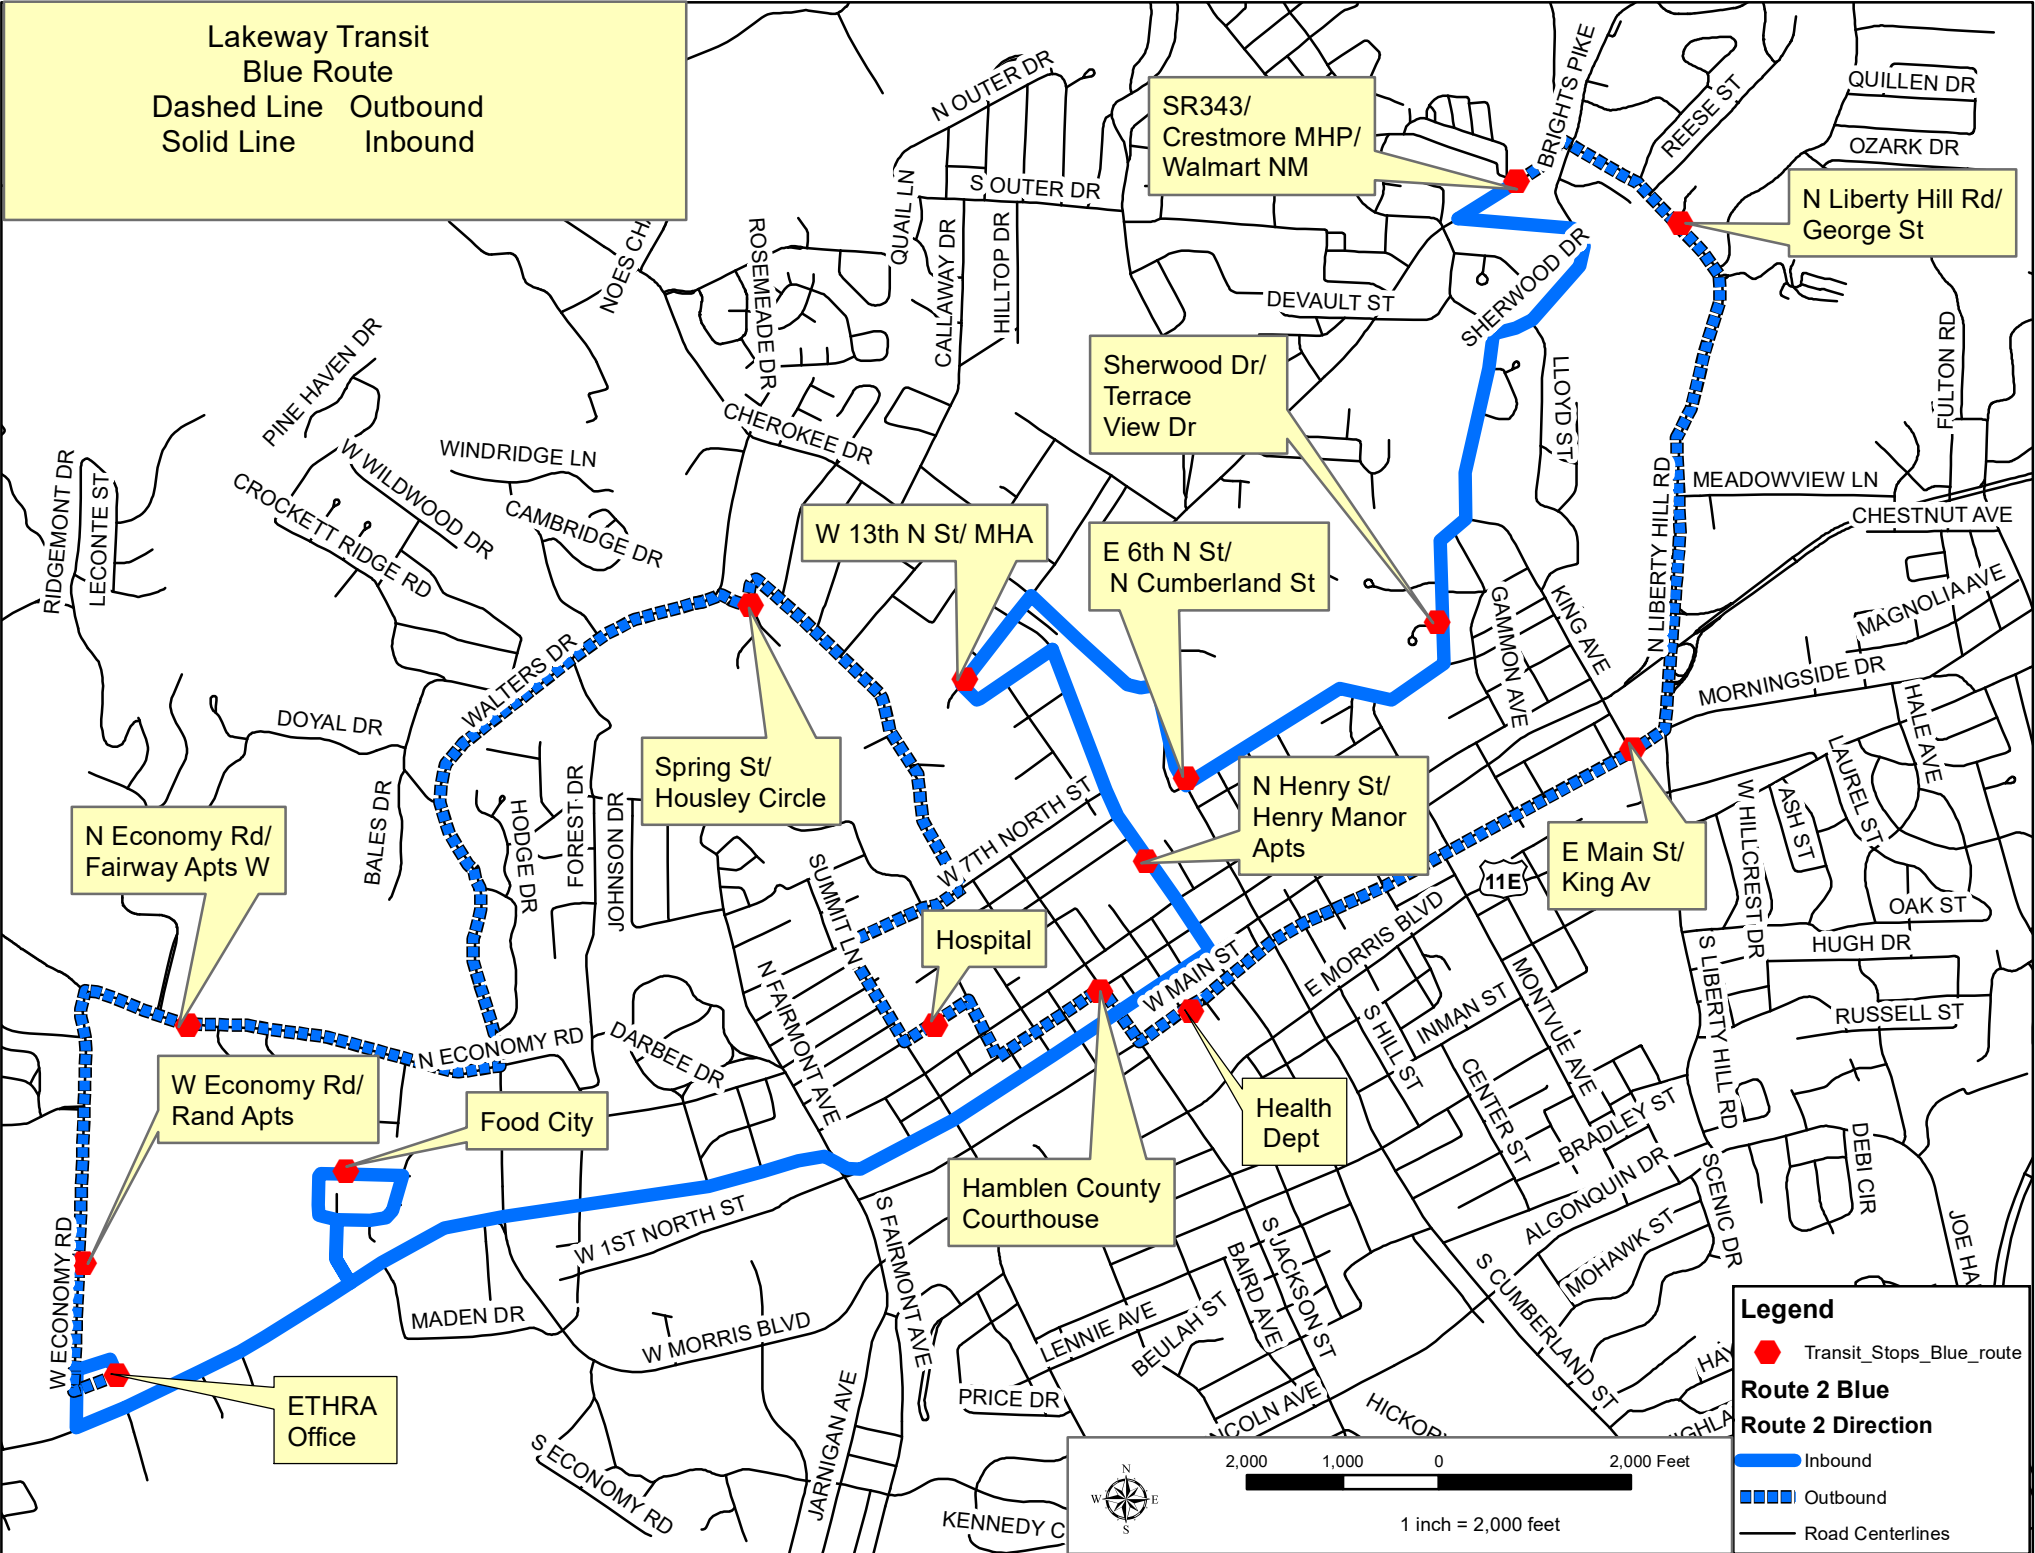 Lakeway Transit
Blue Route
Dashed Line Outbound
Solid Line Inbound
SR343/
Crestmore MHP/
Walmart NM
N Liberty Hill Rd/
George St
Sherwood Dr/
Terrace
View Dr
W 13th N St/ MHA
E 6th N St/
N Cumberland St
Spring St/
Housley Circle
N Henry St/
Henry Manor
Apts
N Economy Rd/
Fairway Apts W
E Main St/
King Av
Hospital
W Economy Rd/
Rand Apts
Food City
Health
Dept
Hamblen County
Courthouse
ETHRA
Office
N OUTER DR
S OUTER DR
BRIGHTS PIKE
REESE ST
QUILLEN DR
OZARK DR
QUAIL LN
CALLAWAY DR
HILLTOP DR
ROSEMEADE DR
NOES CH
DEVAULT ST
SHERWOOD DR
LLOYD ST
FULTON RD
PINE HAVEN DR
CHEROKEE DR
WINDRIDGE LN
W WILDWOOD DR
CAMBRIDGE DR
CROCKETT RIDGE RD
RIDGEMONT DR
LECONTE ST
MEADOWVIEW LN
CHESTNUT AVE
N LIBERTY HILL RD
MAGNOLIA AVE
GAMMON AVE
KING AVE
MORNINGSIDE DR
HALE AVE
WALTERS DR
DOYAL DR
BALES DR
HODGE DR
FOREST DR
JOHNSON DR
SUMMIT LN
W 7TH NORTH ST
LAUREL ST
ASH ST
W HILLCREST DR
OAK ST
HUGH DR
RUSSELL ST
11E
E MORRIS BLVD
W MAIN ST
N FAIRMONT AVE
N ECONOMY RD
DARBEE DR
S HILL ST
INMAN ST
MONTVUE AVE
CENTER ST
BRADLEY ST
S LIBERTY HILL RD
ALGONQUIN DR
SCENIC DR
DEBI CIR
MOHAWK ST
JOE HA
W ECONOMY RD
W 1ST NORTH ST
MADEN DR
W MORRIS BLVD
S FAIRMONT AVE
LENNIE AVE
BEULAH ST
BAIRD AVE
S JACKSON ST
S CUMBERLAND ST
PRICE DR
NCOLN AVE
HICKOR
HAY
IGHLA
S ECONOMY RD
JARNIGAN AVE
KENNEDY C
N
W
E
S
2,000
1,000
0
2,000 Feet
1 inch = 2,000 feet
Legend
Transit_Stops_Blue_route
Route 2 Blue
Route 2 Direction
Inbound
Outbound
Road Centerlines